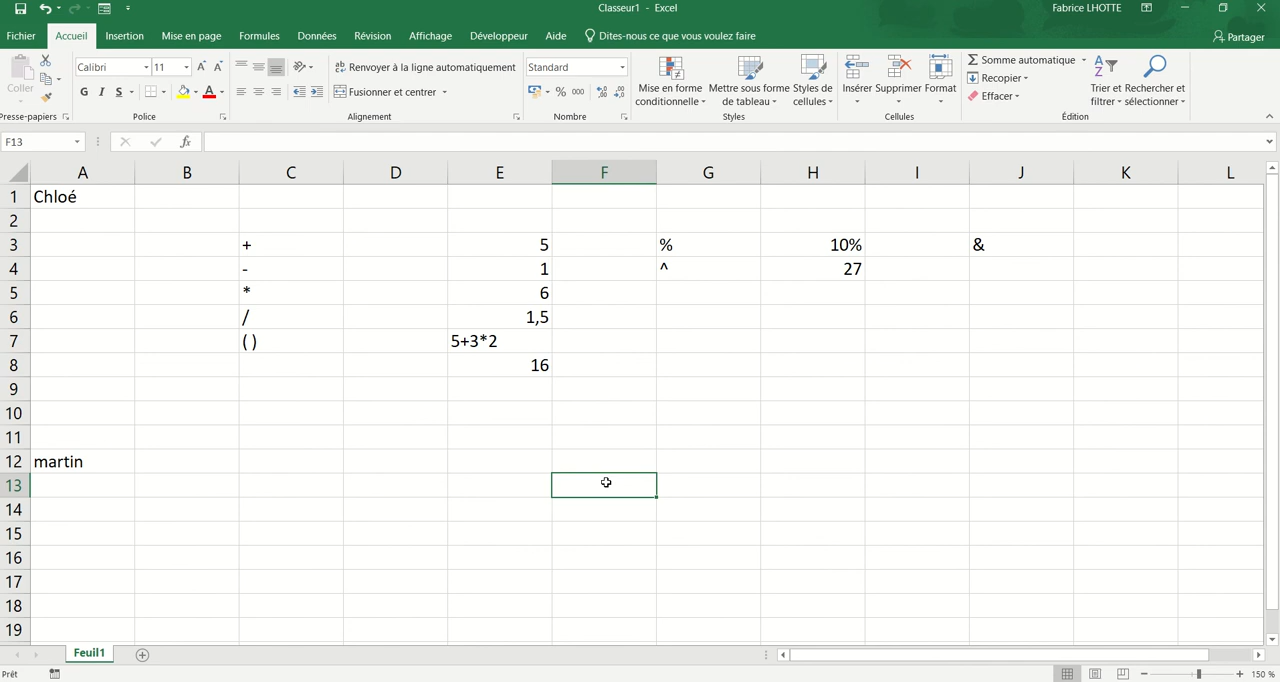 Classeur1 - Excel
Fabrice LHOTTE
Fichier Accueil Insertion Mise en page Formules Données Révision Affichage Aide Développeur Dites-nous ce que vous voulez faire Partager
Coller
Calibri 11
G I S
A
Renvoyer à la ligne automatiquement
Fusionner et centrer
Standard
% 000
Mise en forme conditionnelle
Mettre sous forme de tableau
Styles de cellules
Insérer Supprimer Format
Σ Somme automatique
Recopier
Effacer
Trier et filtrer
Rechercher et sélectionner
Presse-papiers Police Alignement Nombre Styles Cellules Édition
F13 fx
A B C D E F G H I J K L
1 Chloé
2
3 + 5 % 10% &
4 - 1 ^ 27
5 * 6
6 / 1,5
7 ( ) 5+3*2
8 16
9
10
11
12 martin
13
14
15
16
17
18
19
Feuil1
Prêt 150 %